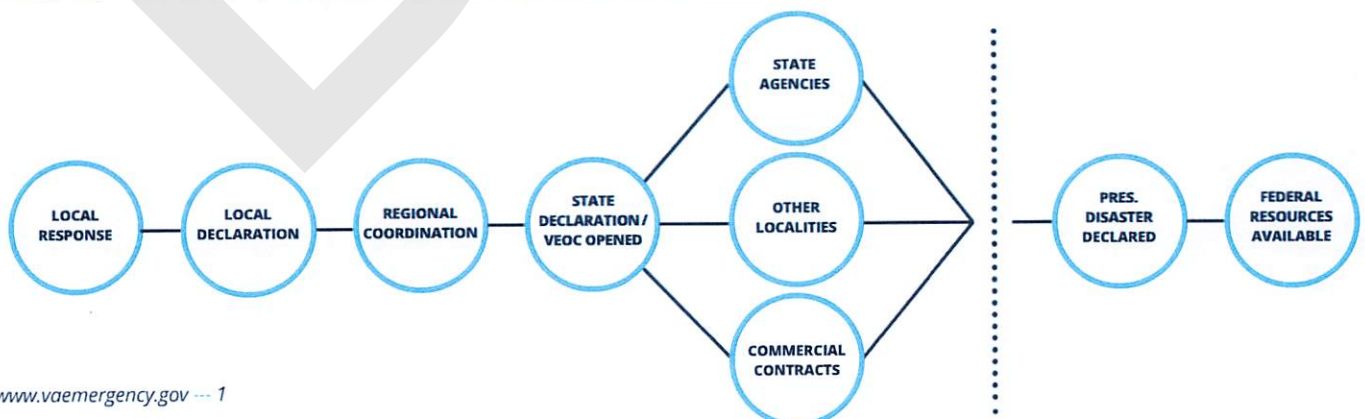 LOCAL
RESPONSE
LOCAL
DECLARATION
REGIONAL
COORDINATION
STATE
DECLARATION /
VEOC OPENED
STATE
AGENCIES
OTHER
LOCALITIES
COMMERCIAL
CONTRACTS
PRES.
DISASTER
DECLARED
FEDERAL
RESOURCES
AVAILABLE
www.vaemergency.gov --- 1